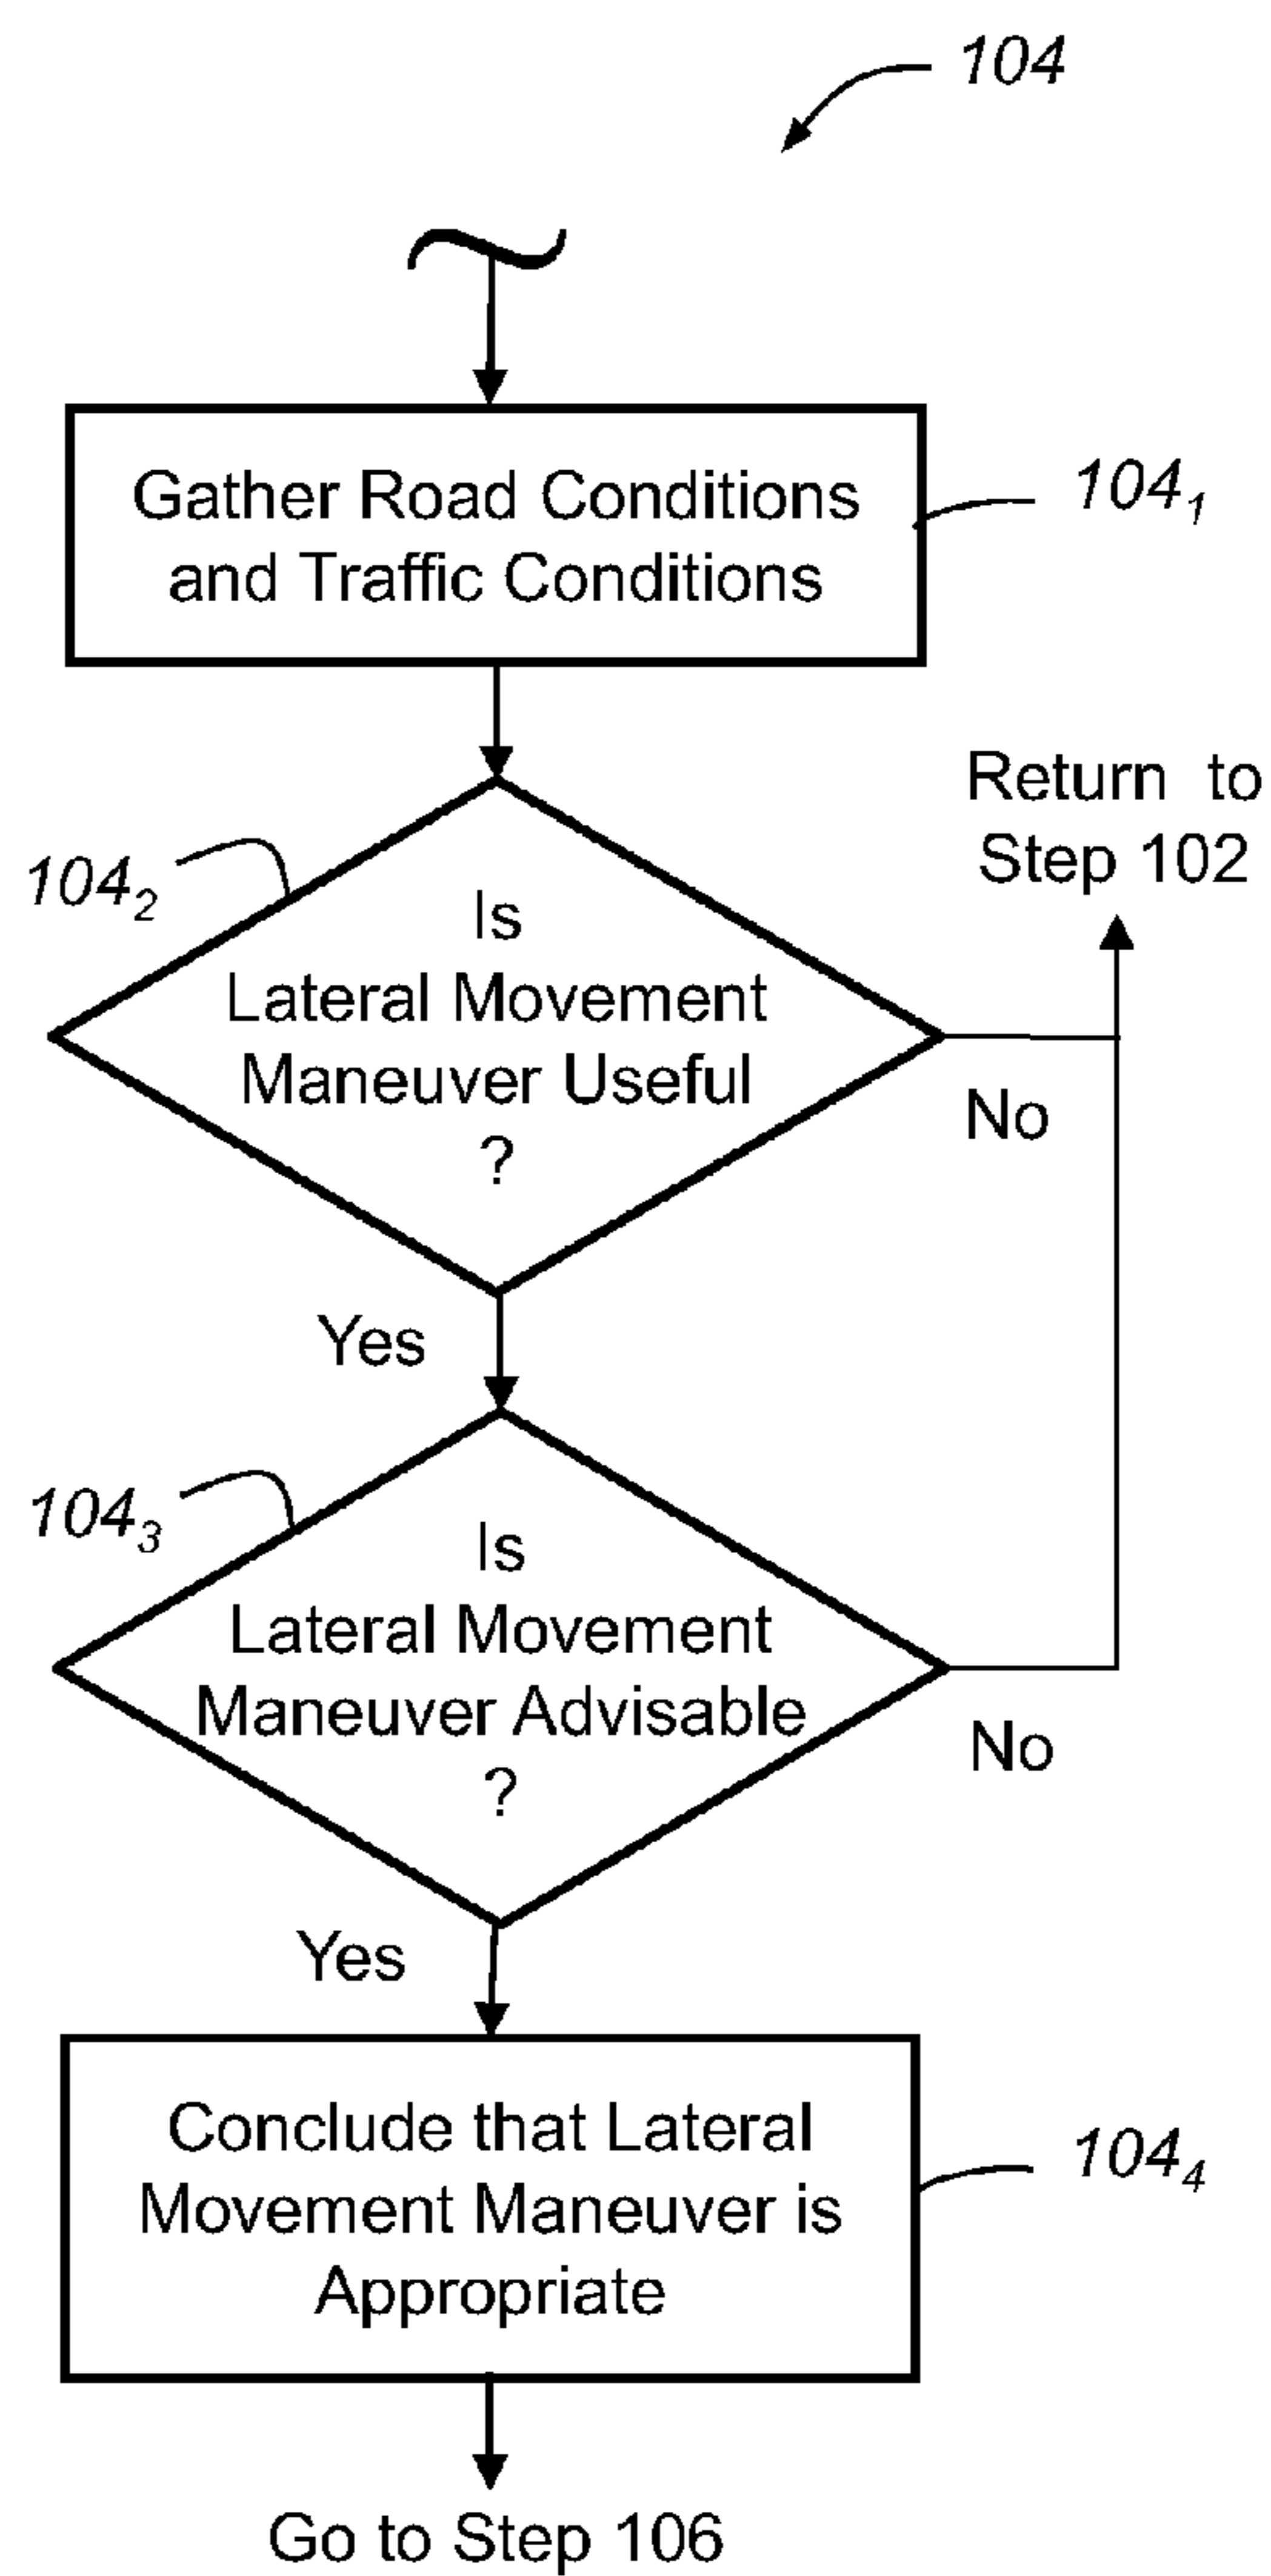 104
Gather Road Conditions
and Traffic Conditions
104₁
Return to
Step 102
104₂
Is
Lateral Movement
Maneuver Useful
?
No
Yes
104₃
Is
Lateral Movement
Maneuver Advisable
?
No
Yes
Conclude that Lateral
Movement Maneuver is
Appropriate
104₄
Go to Step 106